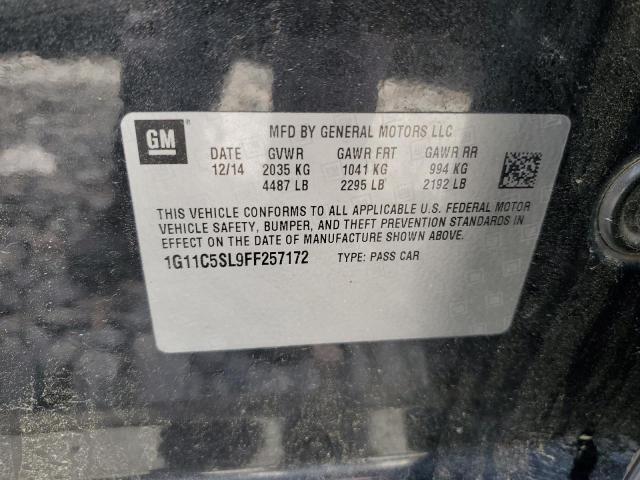 GM ®
MFD BY GENERAL MOTORS LLC
DATE GVWR GAWR FRT GAWR RR
12/14 2035 KG 1041 KG 994 KG
4487 LB 2295 LB 2192 LB
THIS VEHICLE CONFORMS TO ALL APPLICABLE U.S. FEDERAL MOTOR
VEHICLE SAFETY, BUMPER, AND THEFT PREVENTION STANDARDS IN
EFFECT ON THE DATE OF MANUFACTURE SHOWN ABOVE.
1G11C5SL9FF257172 TYPE: PASS CAR